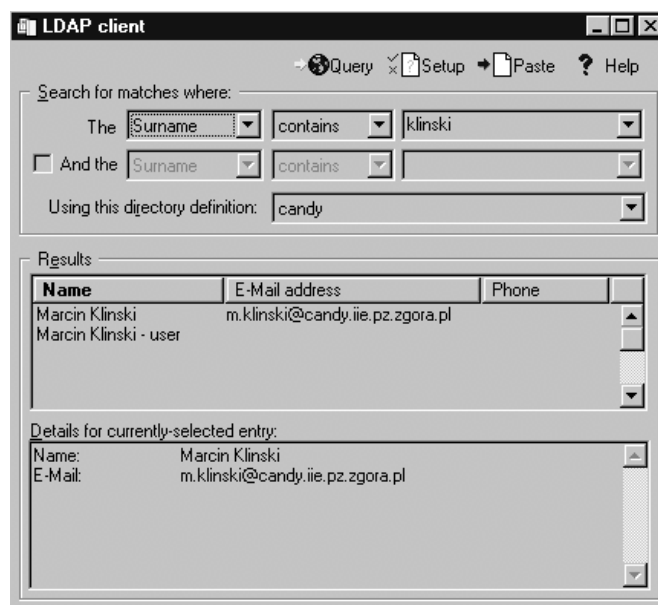 LDAP client
Query Setup Paste ? Help
Search for matches where:
The Surname contains klinski
And the Surname contains
Using this directory definition: candy
Results
Name E-Mail address Phone
Marcin Klinski m.klinski@candy.iie.pz.zgora.pl
Marcin Klinski - user
Details for currently-selected entry:
Name: Marcin Klinski
E-Mail: m.klinski@candy.iie.pz.zgora.pl